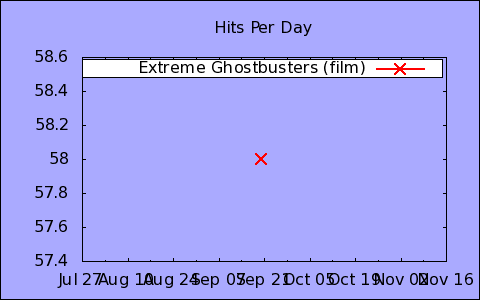 Hits Per Day
58.6
Extreme Ghostbusters (film)
58.4
58.2
58
57.8
57.6
57.4
Jul 27 Aug 10 Aug 24 Sep 07 Sep 21 Oct 05 Oct 19 Nov 02 Nov 16